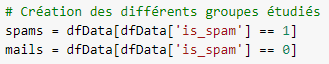 # Création des différents groupes étudiés
spams = dfData[dfData['is_spam'] == 1]
mails = dfData[dfData['is_spam'] == 0]